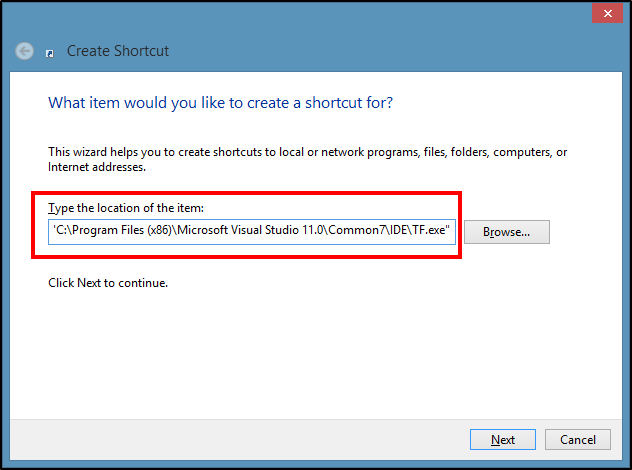 Create Shortcut
What item would you like to create a shortcut for?
This wizard helps you to create shortcuts to local or network programs, files, folders, computers, or
Internet addresses.
Type the location of the item:
"C:\Program Files (x86)\Microsoft Visual Studio 11.0\Common7\IDE\TF.exe"
Browse...
Click Next to continue.
Next
Cancel